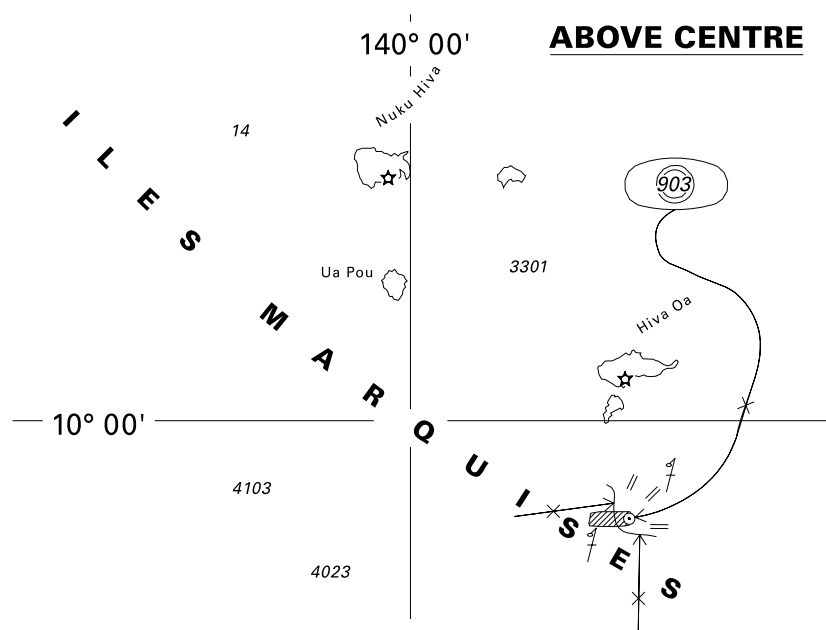 140° 00'
ABOVE CENTRE
Nuku Hiva
14
903
3301
Ua Pou
Hiva Oa
ILES MARQUISES
10° 00'
4103
4023